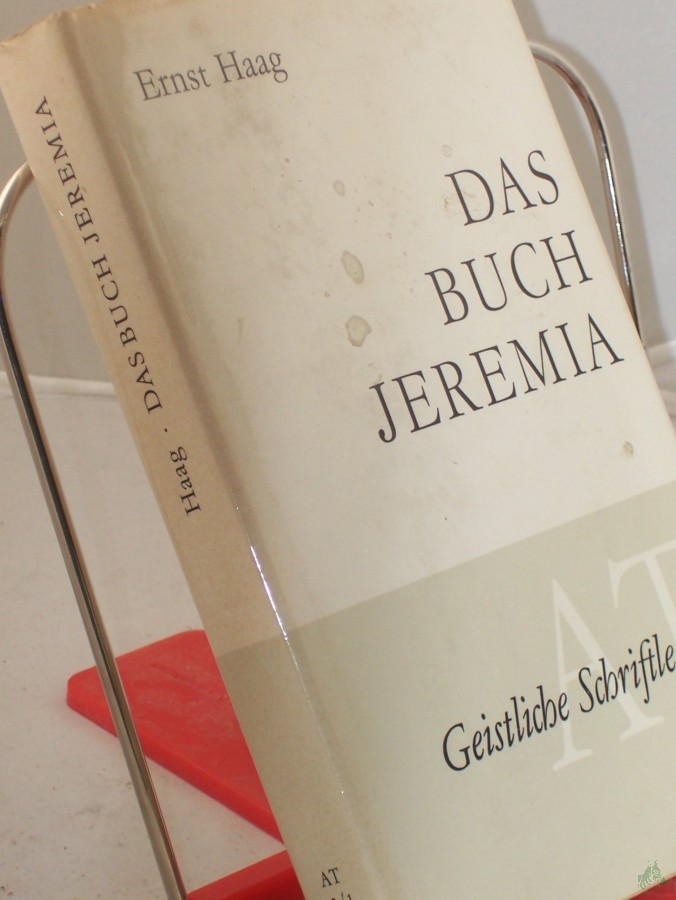 Ernst Haag
DAS
BUCH
JEREMIA
AT
Geistliche Schriftle
Haag · DAS BUCH JEREMIA
AT